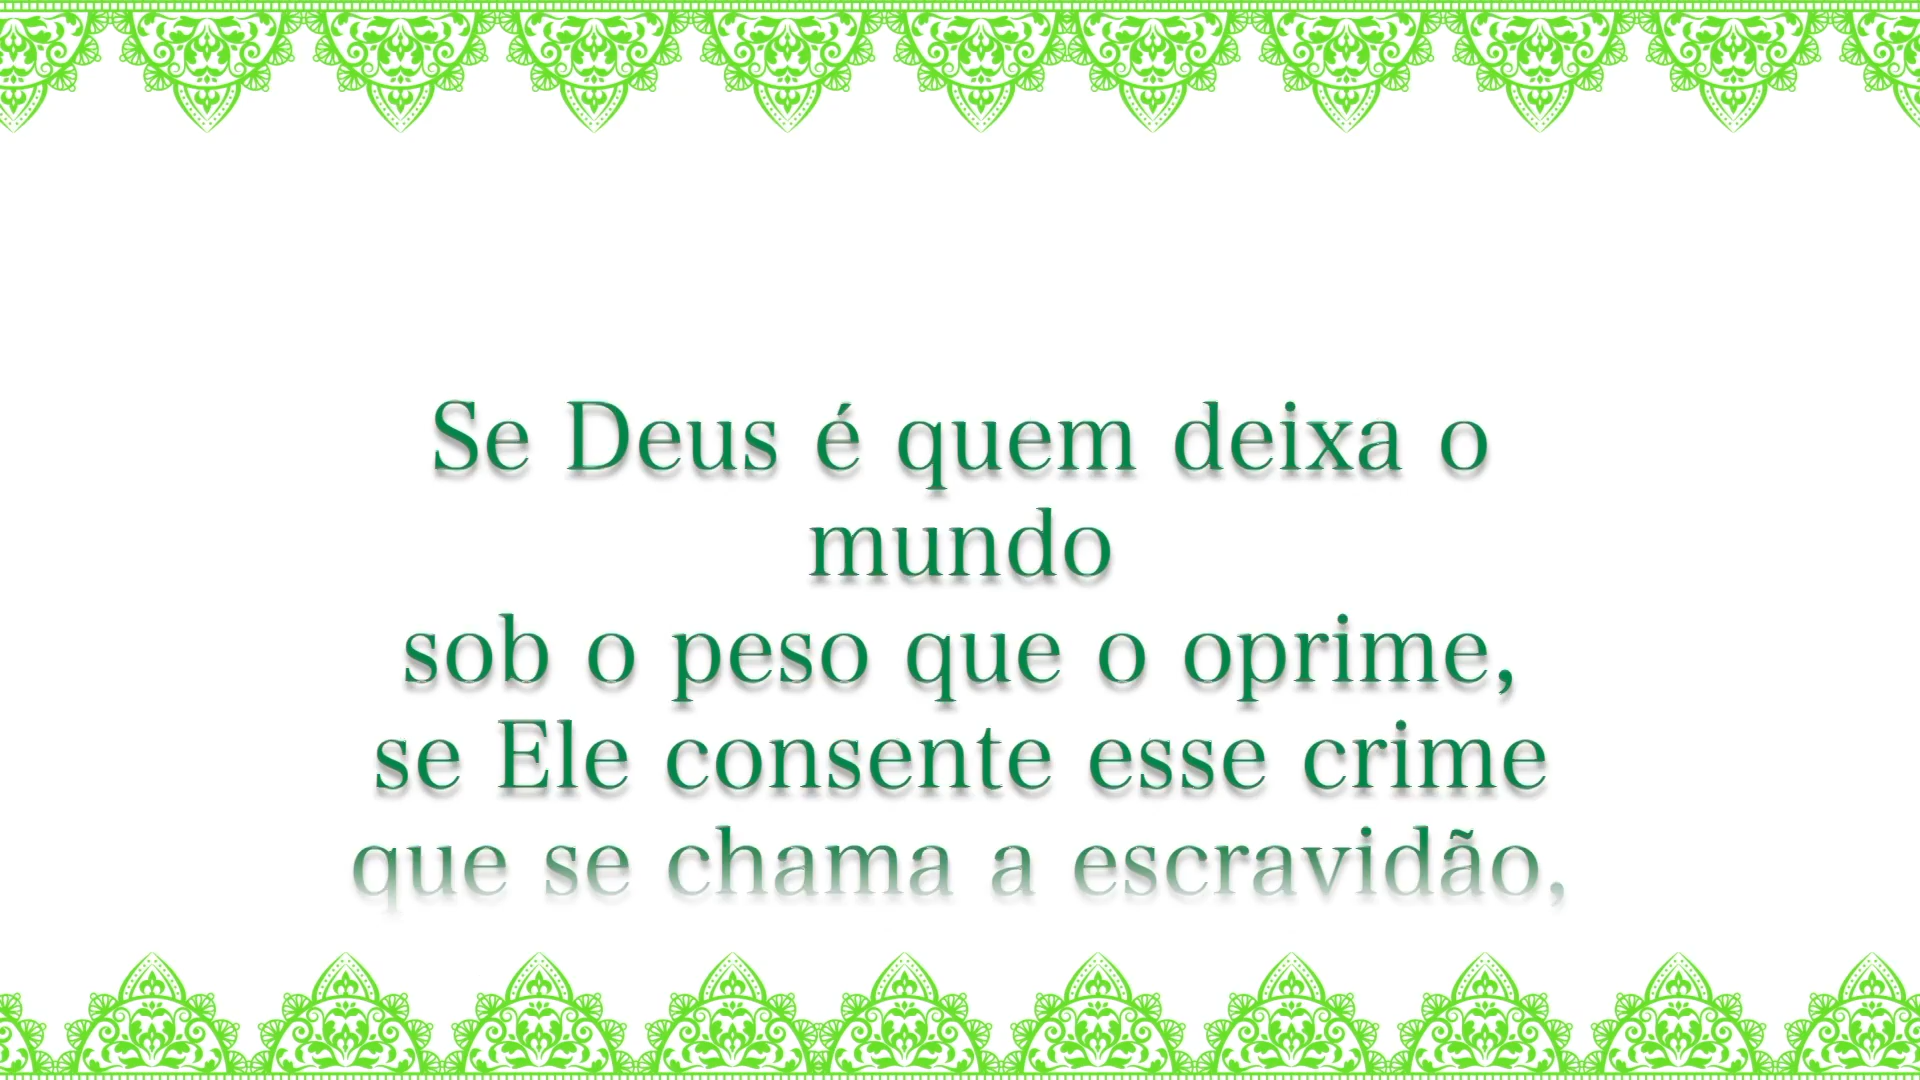 Se Deus é quem deixa o
mundo
sob o peso que o oprime,
se Ele consente esse crime
que se chama a escravidão,